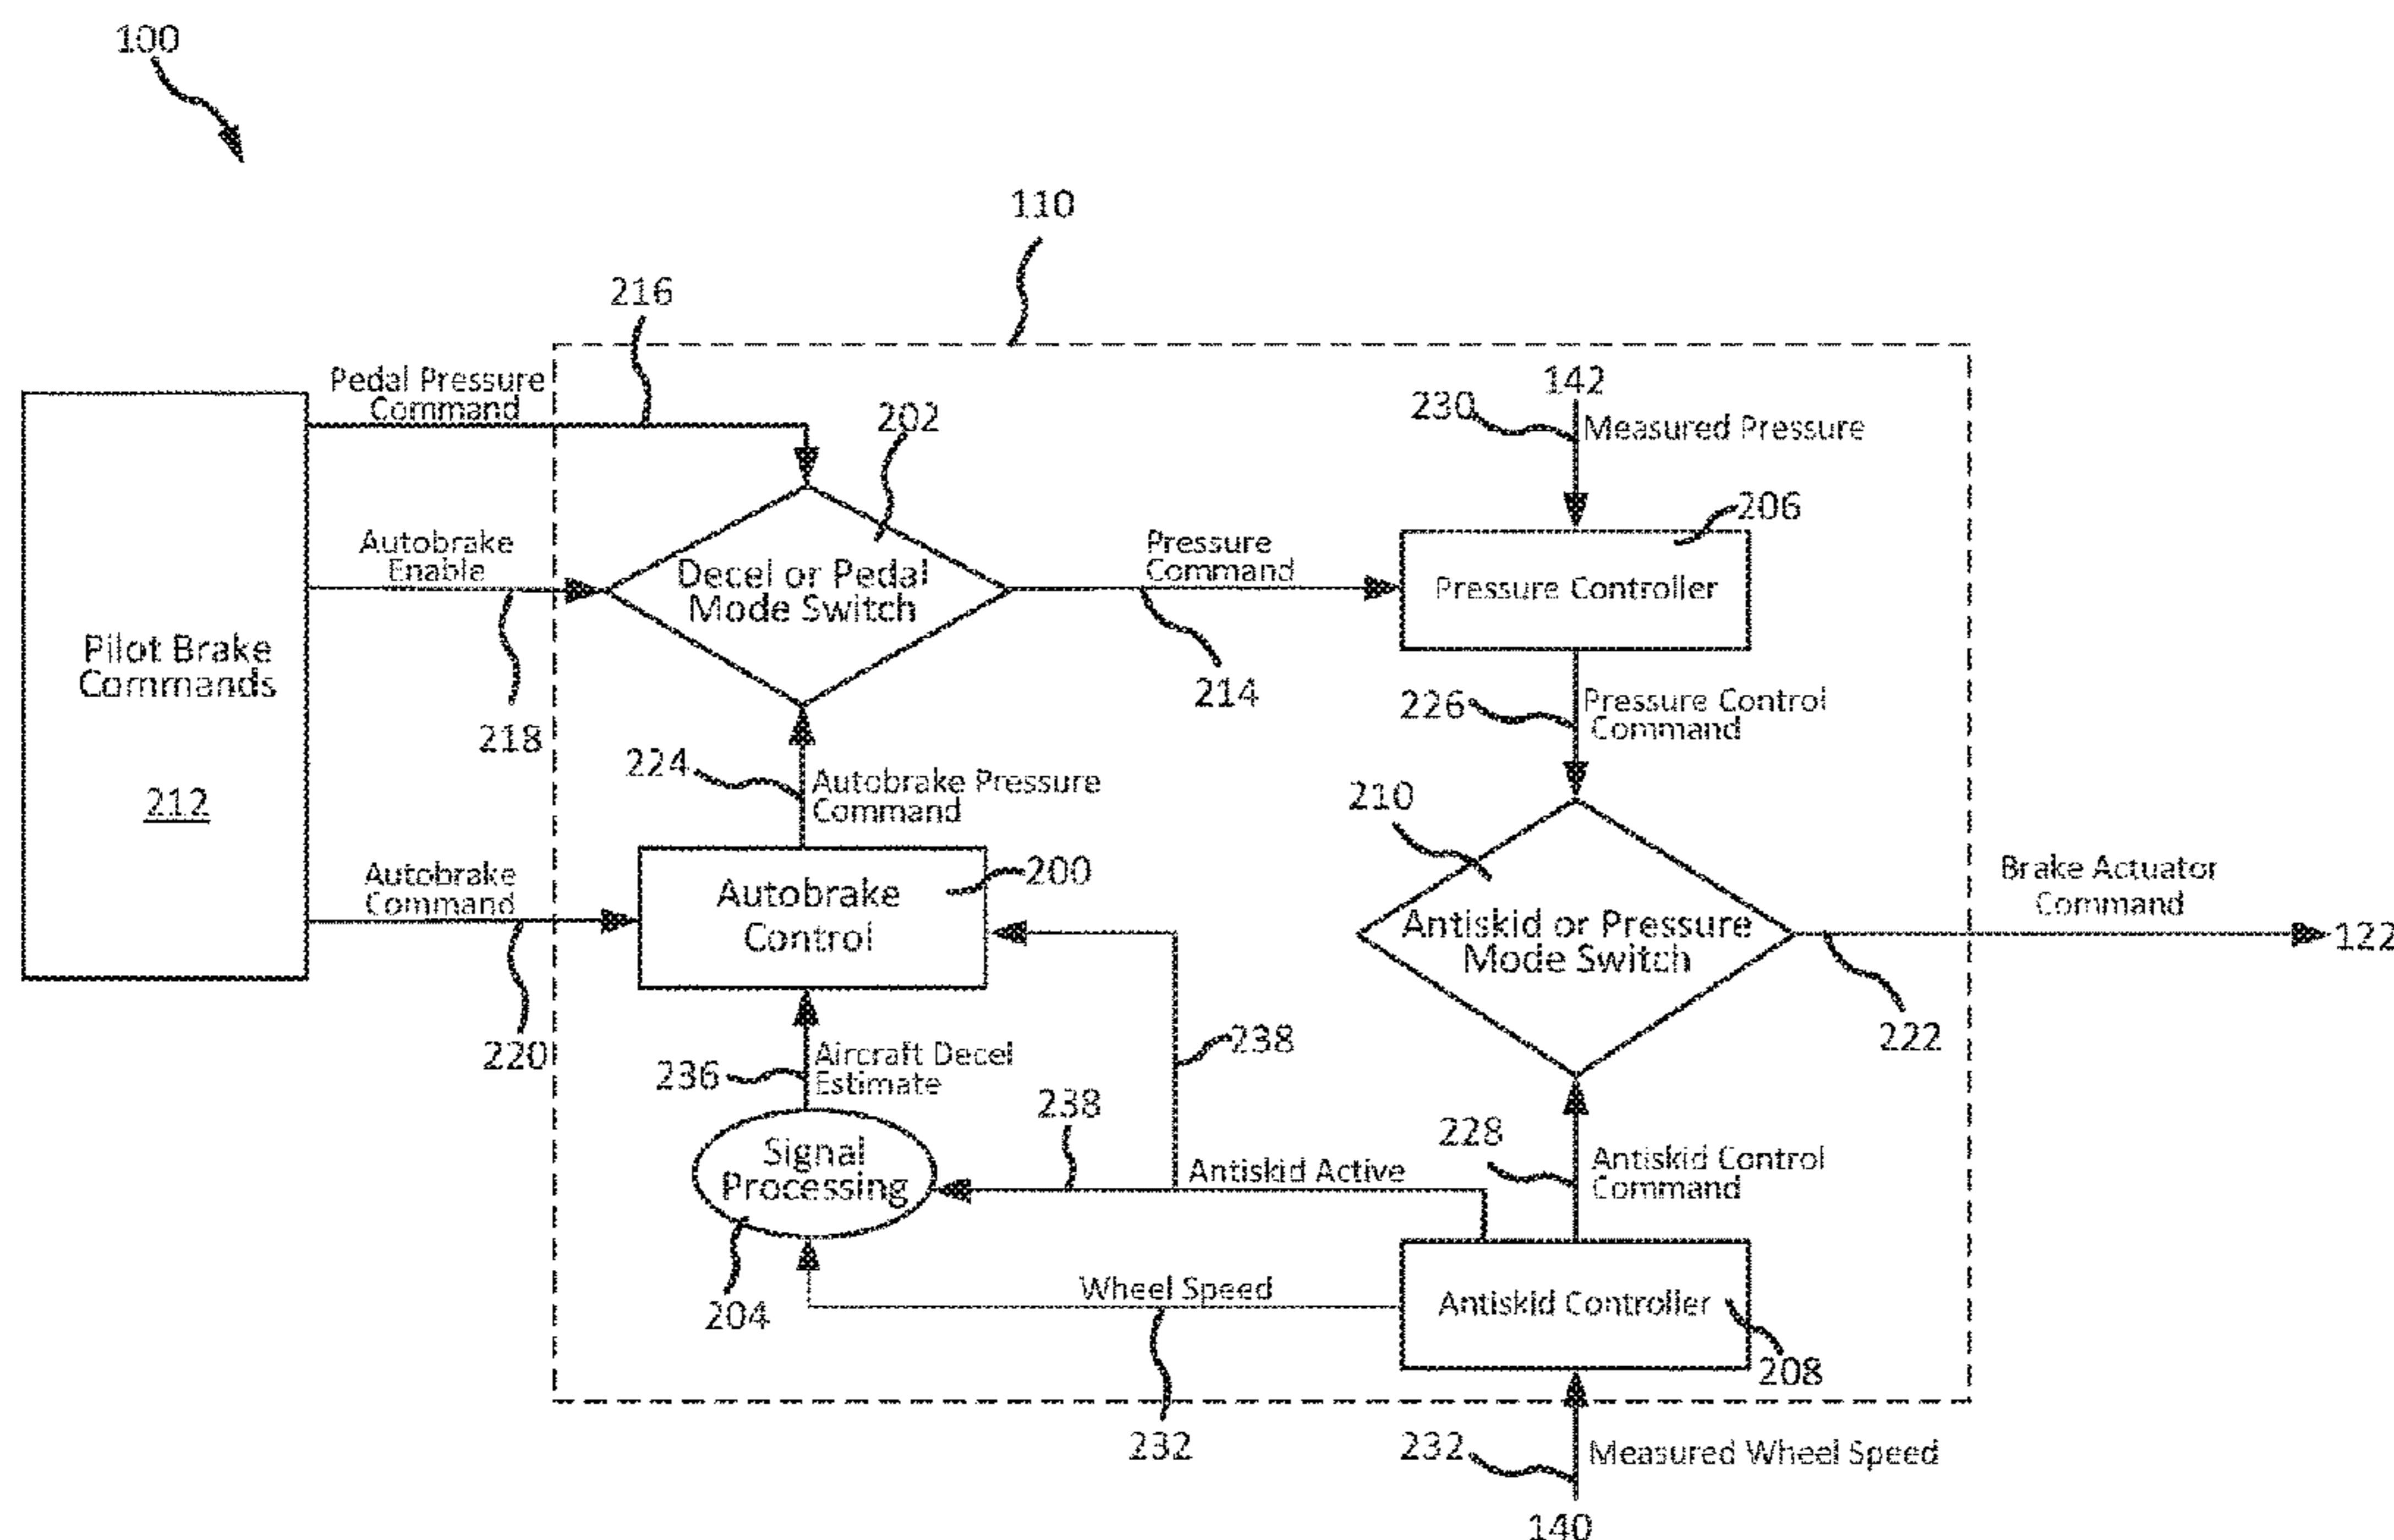 100
110
216
Pedal Pressure
Command
202
142
230
Measured Pressure
206
Autobrake
Enable
Decel or Pedal
Mode Switch
Pressure
Command
Pressure Controller
Pilot Brake
Commands
218
214
226
Pressure Control
Command
224
Autobrake Pressure
Command
212
210
Autobrake
Command
Autobrake
Control
200
Antiskid or Pressure
Mode Switch
Brake Actuator
Command
122
220
222
238
236
Aircraft Decel
Estimate
238
228
Antiskid Control
Command
Signal
Processing
Antiskid Active
204
Wheel Speed
Antiskid Controller
208
232
232
Measured Wheel Speed
140